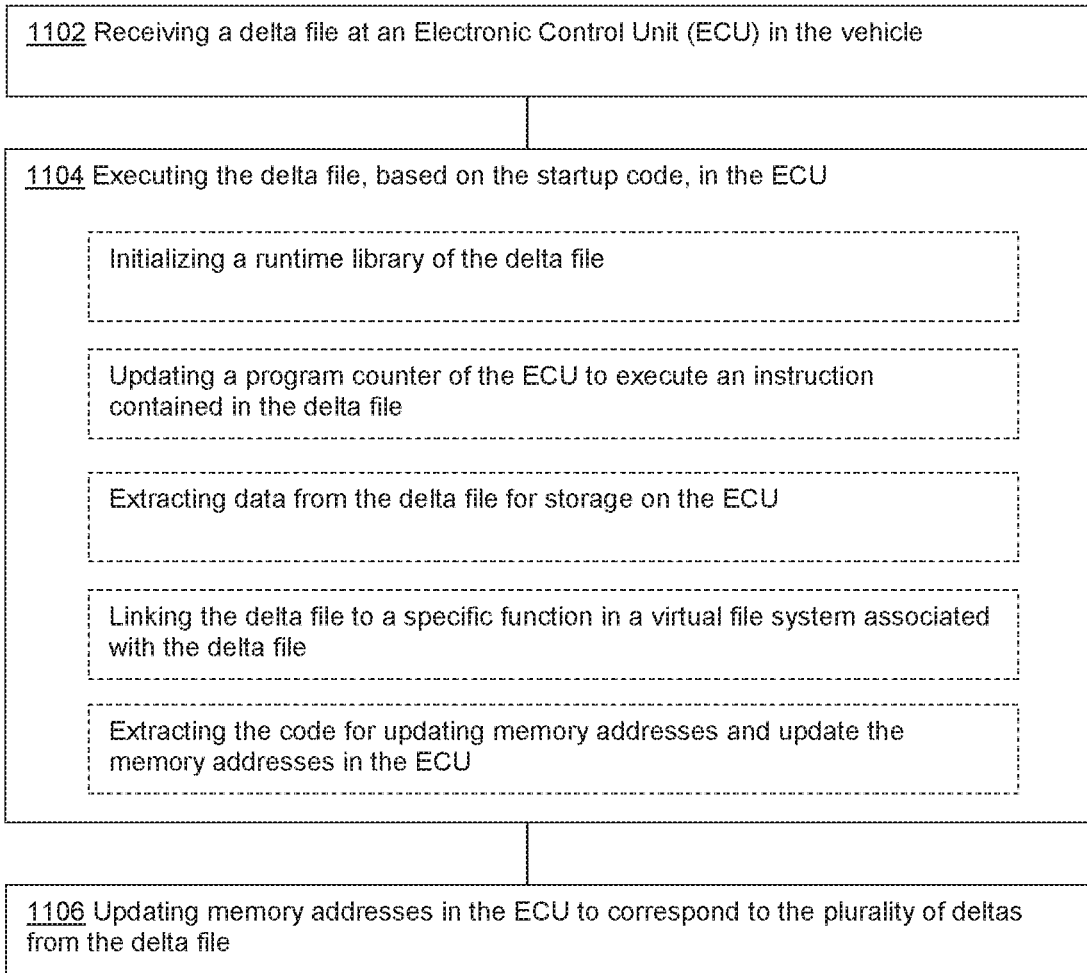 1102 Receiving a delta file at an Electronic Control Unit (ECU) in the vehicle
1104 Executing the delta file, based on the startup code, in the ECU
Initializing a runtime library of the delta file
Updating a program counter of the ECU to execute an instruction
contained in the delta file
Extracting data from the delta file for storage on the ECU
Linking the delta file to a specific function in a virtual file system associated
with the delta file
Extracting the code for updating memory addresses and update the
memory addresses in the ECU
1106 Updating memory addresses in the ECU to correspond to the plurality of deltas
from the delta file